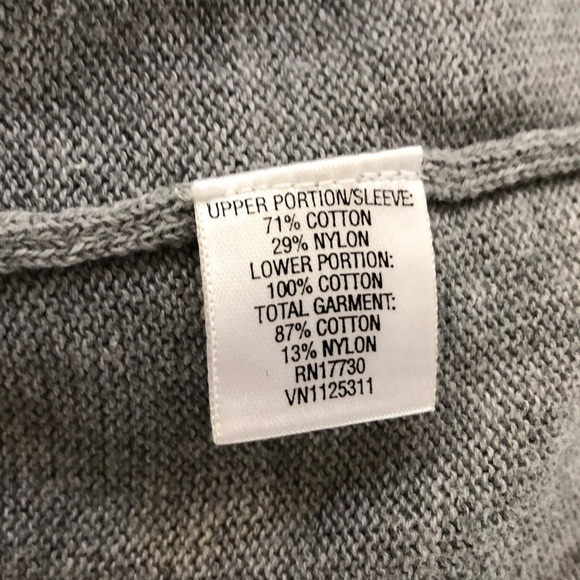 UPPER PORTION/SLEEVE:
71% COTTON
29% NYLON
LOWER PORTION:
100% COTTON
TOTAL GARMENT:
87% COTTON
13% NYLON
RN17730
VN1125311